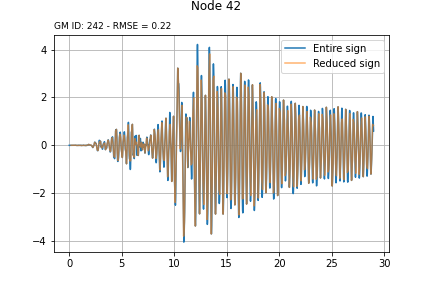 Node 42
GM ID: 242 - RMSE = 0.22
Entire sign
Reduced sign
4
2
0
−2
−4
0 5 10 15 20 25 30